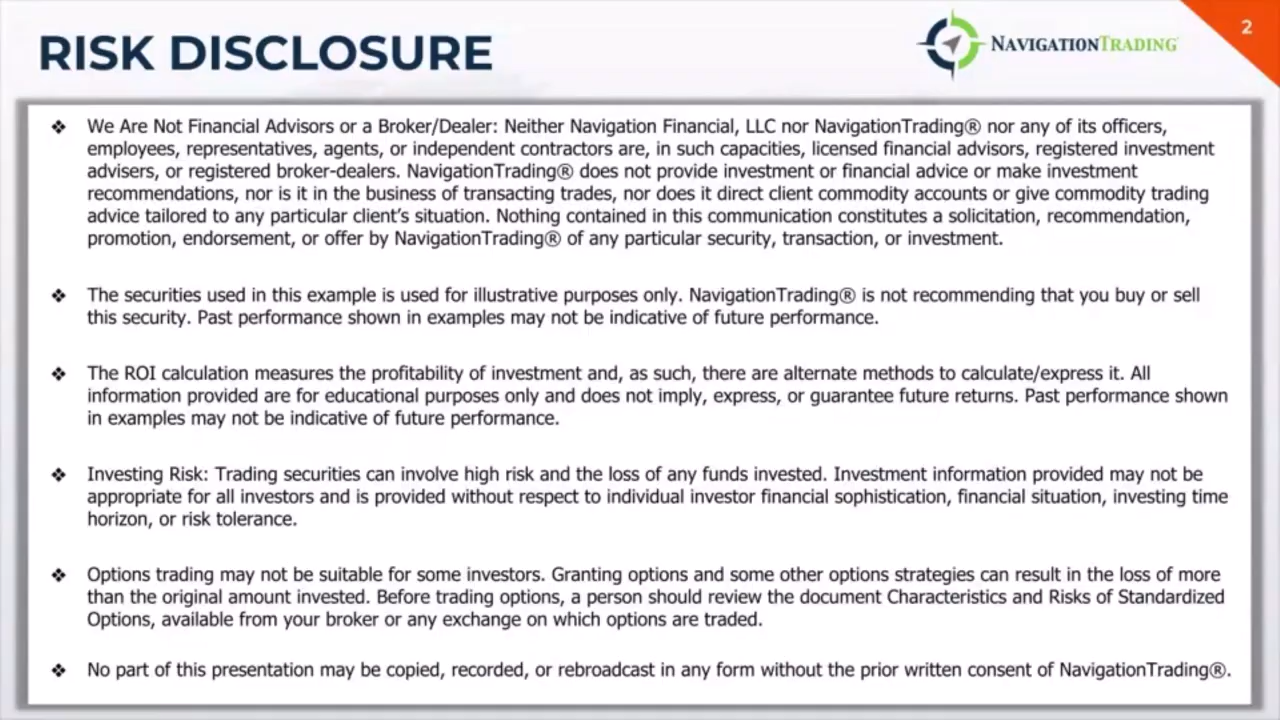 RISK DISCLOSURE
NAVIGATIONTRADING
2
❖ We Are Not Financial Advisors or a Broker/Dealer: Neither Navigation Financial, LLC nor NavigationTrading® nor any of its officers,
employees, representatives, agents, or independent contractors are, in such capacities, licensed financial advisors, registered investment
advisers, or registered broker-dealers. NavigationTrading® does not provide investment or financial advice or make investment
recommendations, nor is it in the business of transacting trades, nor does it direct client commodity accounts or give commodity trading
advice tailored to any particular client's situation. Nothing contained in this communication constitutes a solicitation, recommendation,
promotion, endorsement, or offer by NavigationTrading® of any particular security, transaction, or investment.
❖ The securities used in this example is used for illustrative purposes only. NavigationTrading® is not recommending that you buy or sell
this security. Past performance shown in examples may not be indicative of future performance.
❖ The ROI calculation measures the profitability of investment and, as such, there are alternate methods to calculate/express it. All
information provided are for educational purposes only and does not imply, express, or guarantee future returns. Past performance shown
in examples may not be indicative of future performance.
❖ Investing Risk: Trading securities can involve high risk and the loss of any funds invested. Investment information provided may not be
appropriate for all investors and is provided without respect to individual investor financial sophistication, financial situation, investing time
horizon, or risk tolerance.
❖ Options trading may not be suitable for some investors. Granting options and some other options strategies can result in the loss of more
than the original amount invested. Before trading options, a person should review the document Characteristics and Risks of Standardized
Options, available from your broker or any exchange on which options are traded.
❖ No part of this presentation may be copied, recorded, or rebroadcast in any form without the prior written consent of NavigationTrading®.